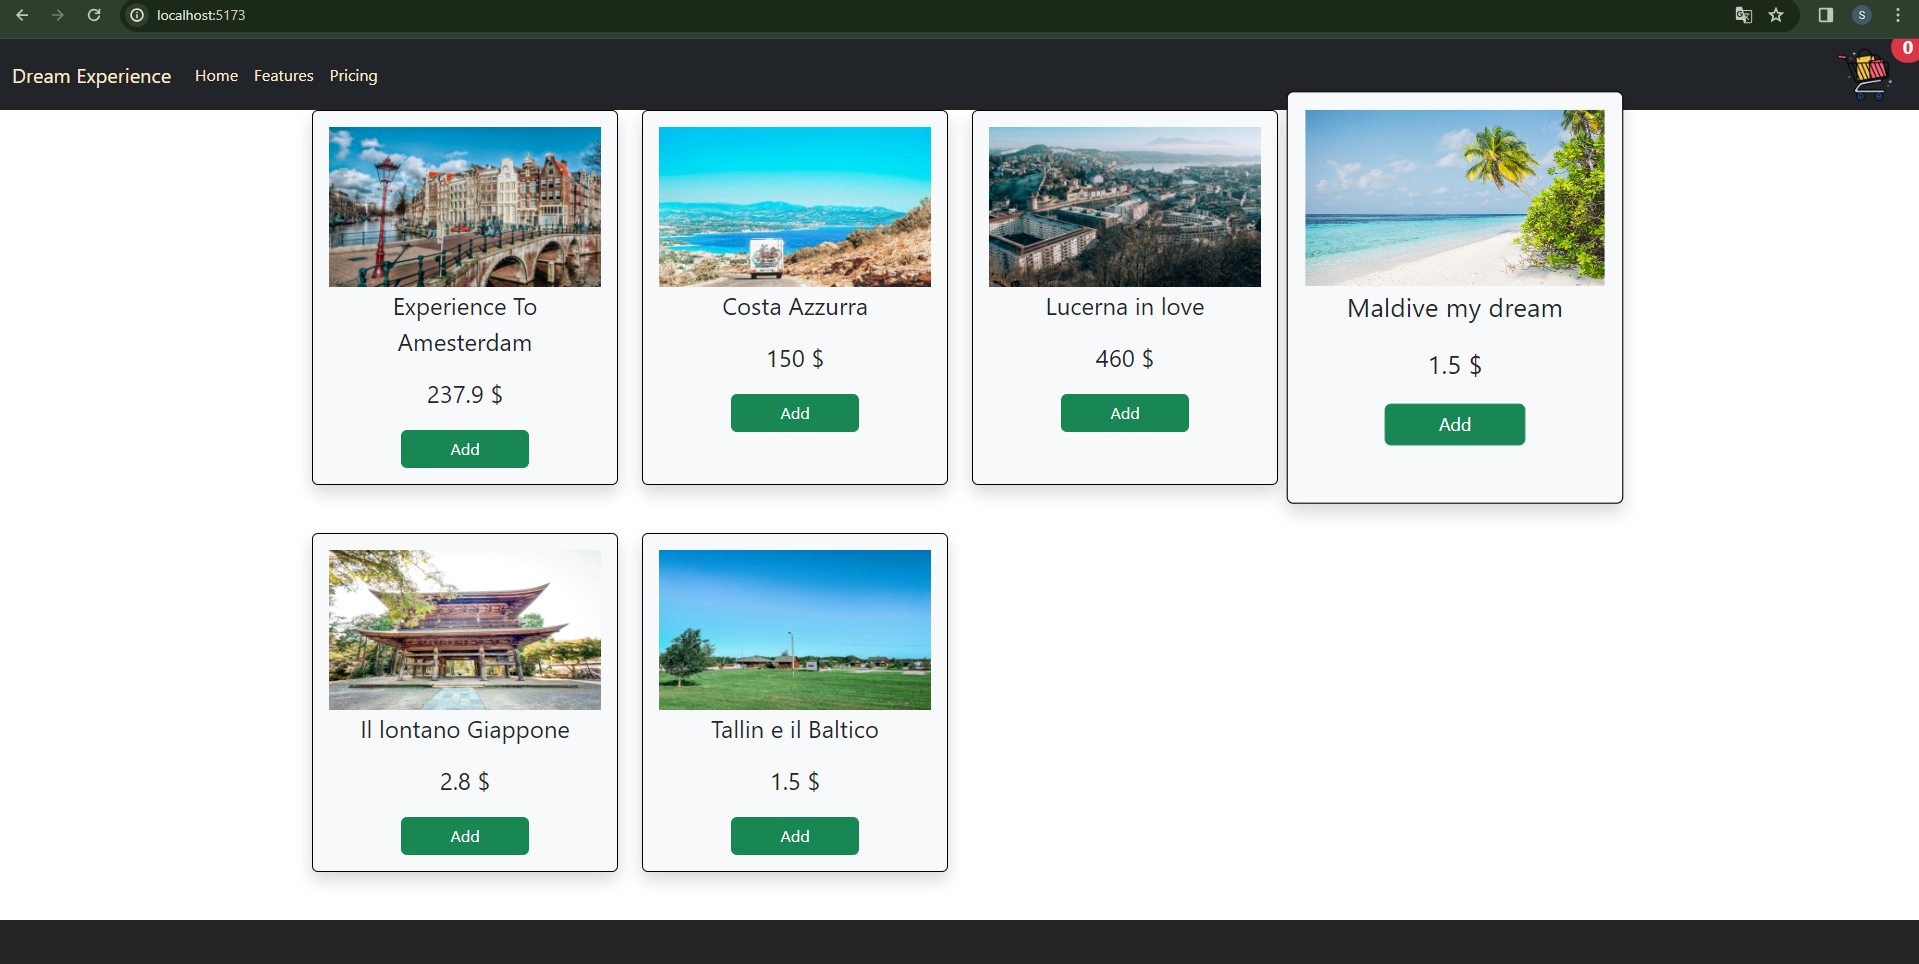 localhost:5173
S
Dream Experience Home Features Pricing
0
Experience To
Amesterdam
237.9 $
Add
Costa Azzurra
150 $
Add
Lucerna in love
460 $
Add
Maldive my dream
1.5 $
Add
Il lontano Giappone
2.8 $
Add
Tallin e il Baltico
1.5 $
Add